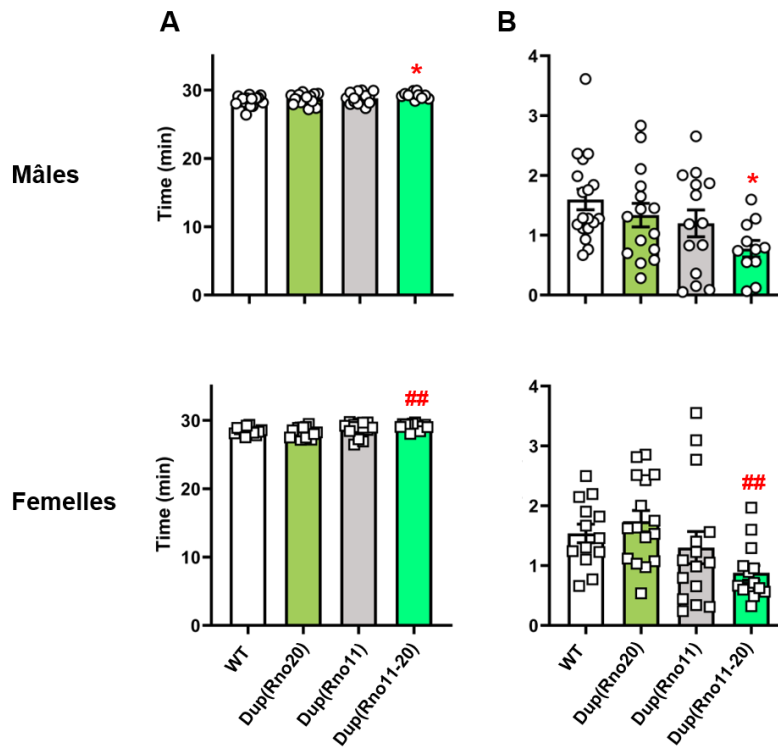 A
B
Mâles
Time (min)
30
20
10
0
*
4
3
2
1
0
*
Femelles
Time (min)
30
20
10
0
##
WT
Dup(Rno20)
Dup(Rno11)
Dup(Rno11-20)
4
3
2
1
0
##
WT
Dup(Rno20)
Dup(Rno11)
Dup(Rno11-20)